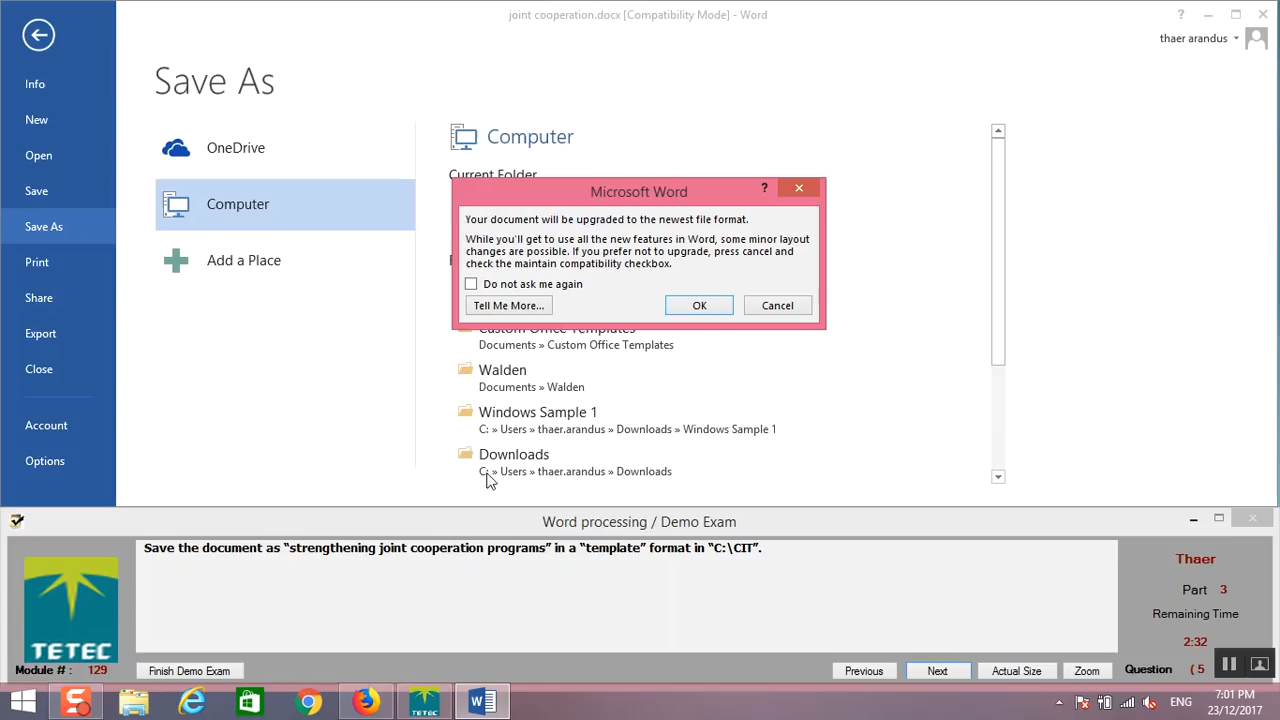 joint cooperation.docx [Compatibility Mode] - Word
?
thaer arandus
Info
New
Open
Save
Save As
Print
Share
Export
Close
Account
Options
Save As
OneDrive
Computer
Add a Place
Computer
Current Folder
Microsoft Word
?
Your document will be upgraded to the newest file format.
While you'll get to use all the new features in Word, some minor layout
changes are possible. If you prefer not to upgrade, press cancel and
check the maintain compatibility checkbox.
Do not ask me again
Tell Me More...
OK
Cancel
Custom Office Templates
Documents » Custom Office Templates
Walden
Documents » Walden
Windows Sample 1
C: » Users » thaer.arandus » Downloads » Windows Sample 1
Downloads
C: » Users » thaer.arandus » Downloads
Word processing / Demo Exam
Save the document as “strengthening joint cooperation programs” in a “template” format in “C:\CIT”.
TETEC
Module # : 129
Finish Demo Exam
Previous
Next
Actual Size
Zoom
Thaer
Part 3
Remaining Time
2:32
Question ( 5
ENG
7:01 PM
23/12/2017